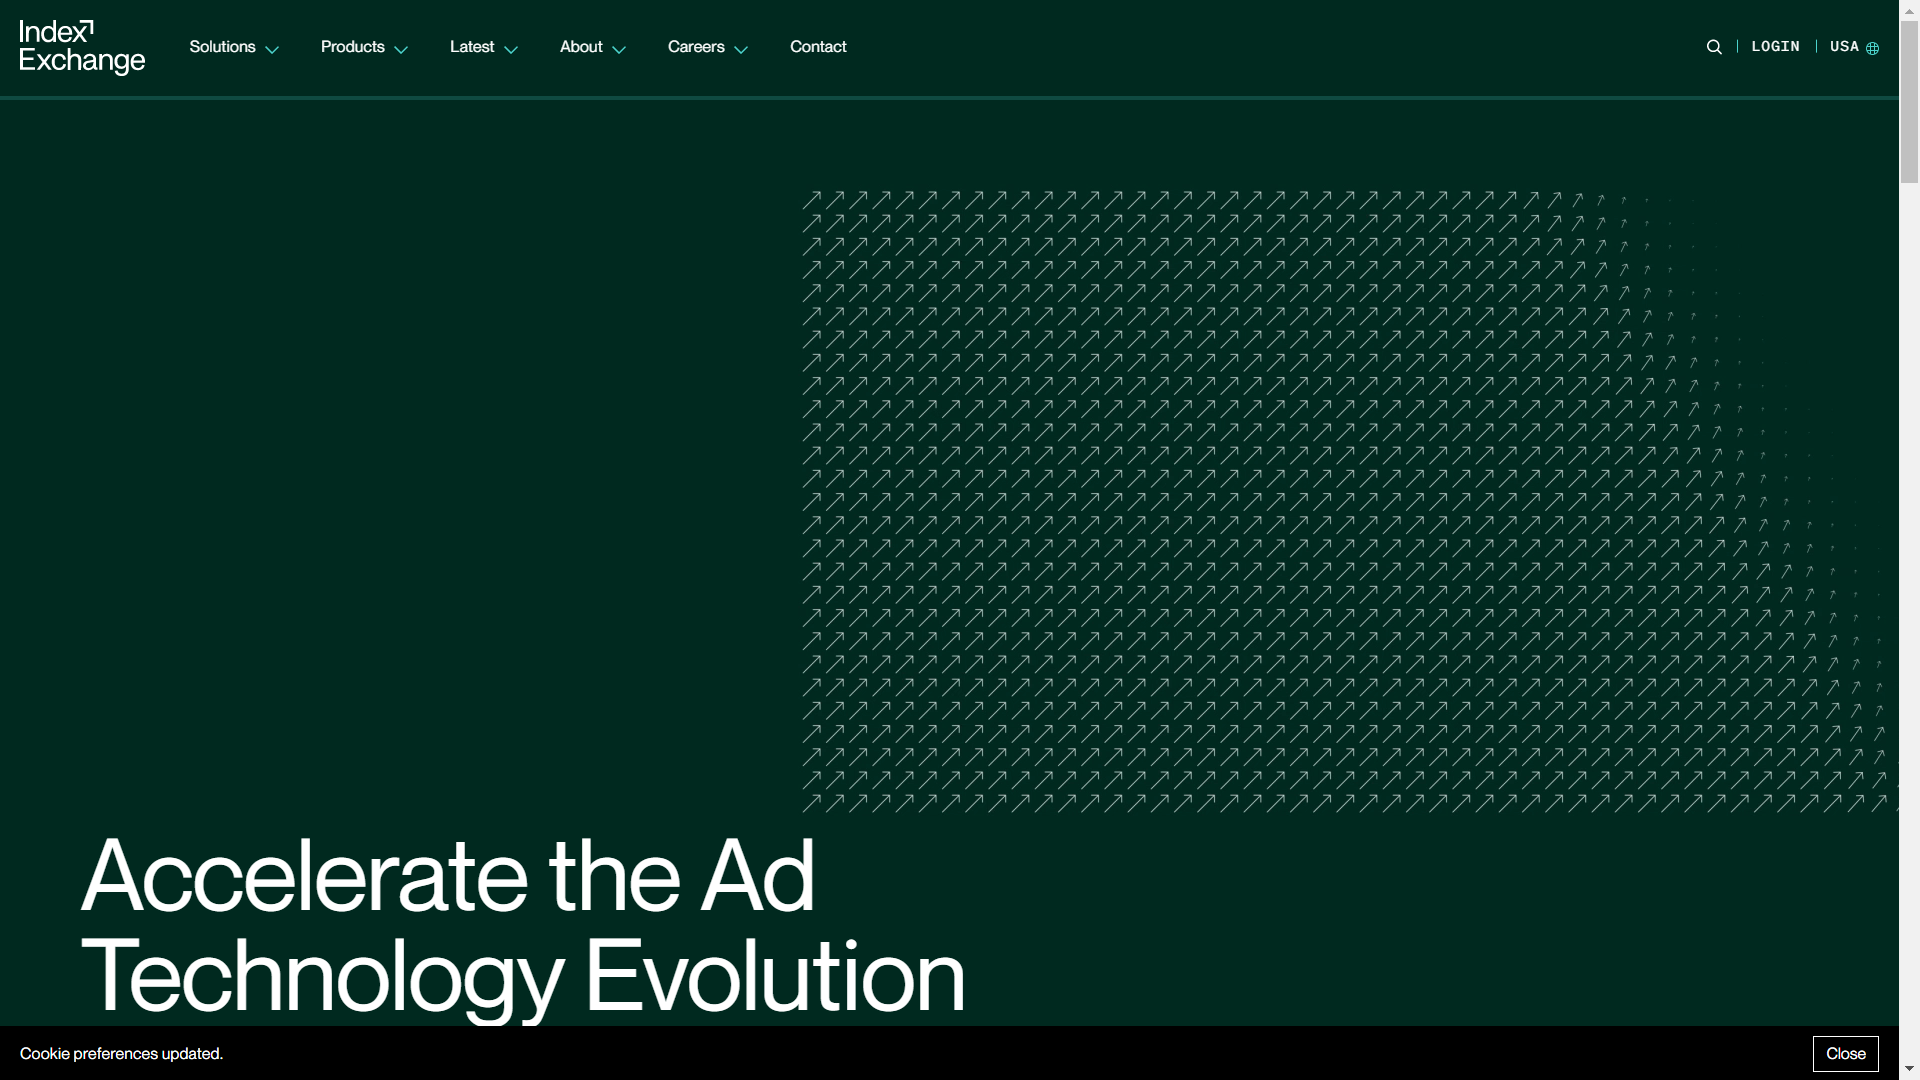 Index
Exchange
Solutions
Products
Latest
About
Careers
Contact
LOGIN
USA
Accelerate the Ad
Technology Evolution
Cookie preferences updated.
Close